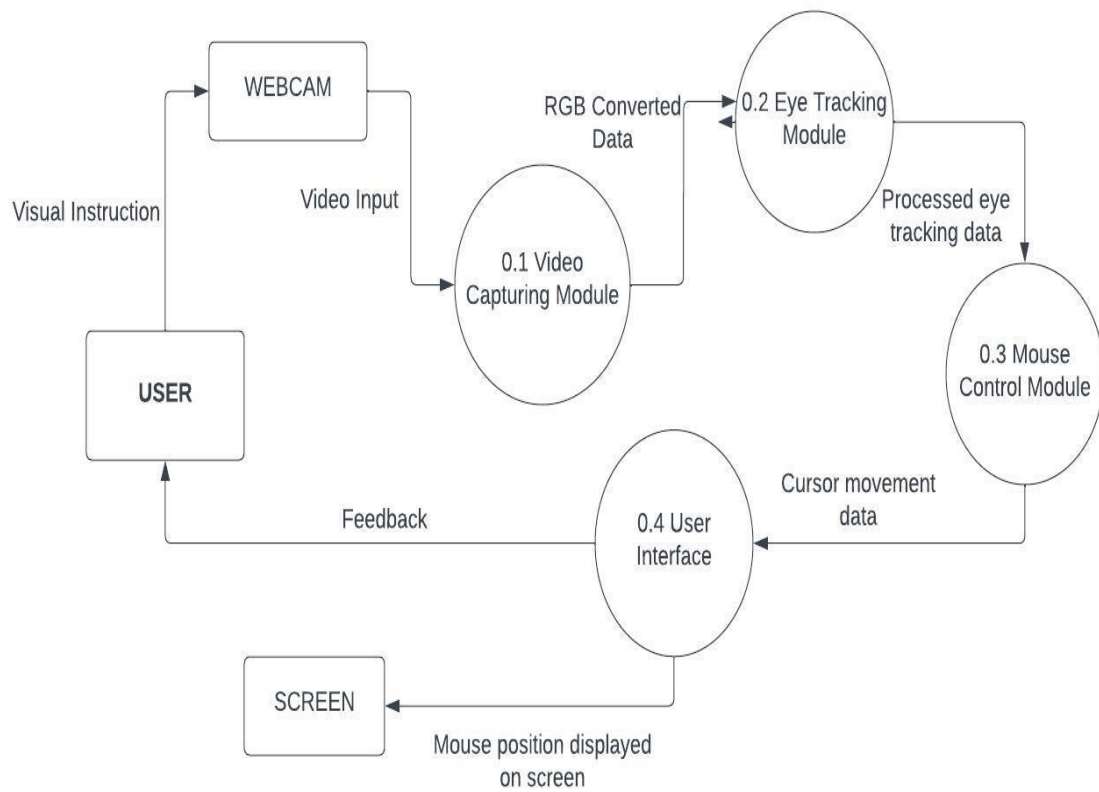 WEBCAM
Visual Instruction
Video Input
RGB Converted
Data
0.1 Video
Capturing Module
0.2 Eye Tracking
Module
Processed eye
tracking data
0.3 Mouse
Control Module
USER
Cursor movement
data
0.4 User
Interface
Feedback
SCREEN
Mouse position displayed
on screen